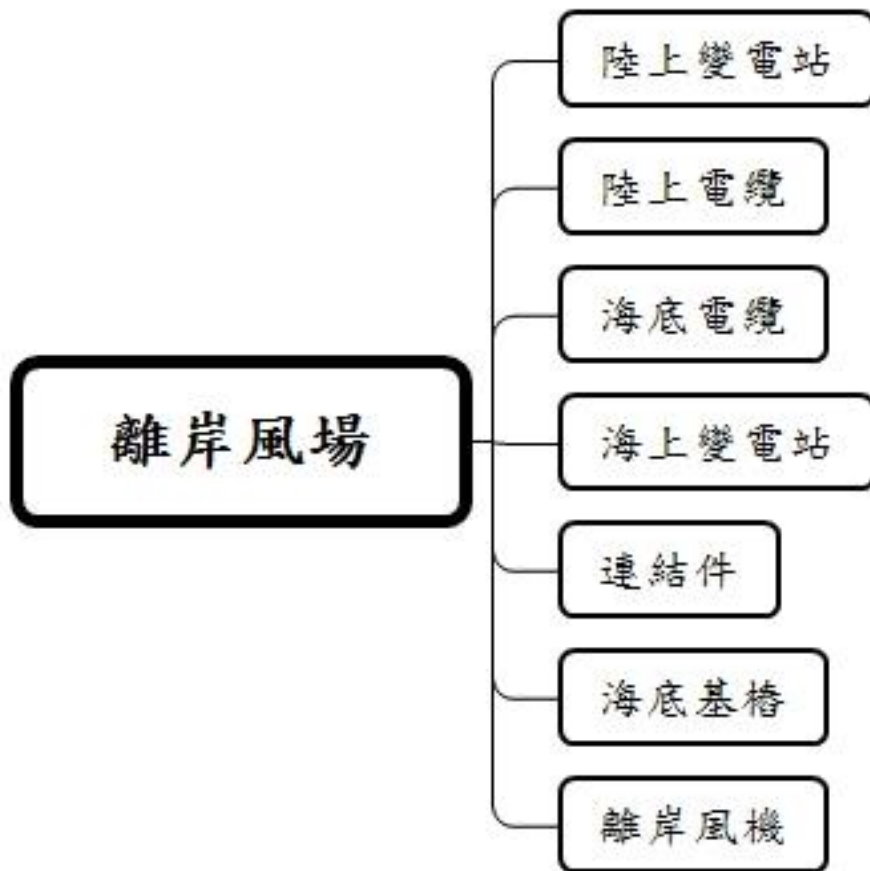 陸上變電站
陸上電纜
海底電纜
離岸風場
海上變電站
連結件
海底基樁
離岸風機